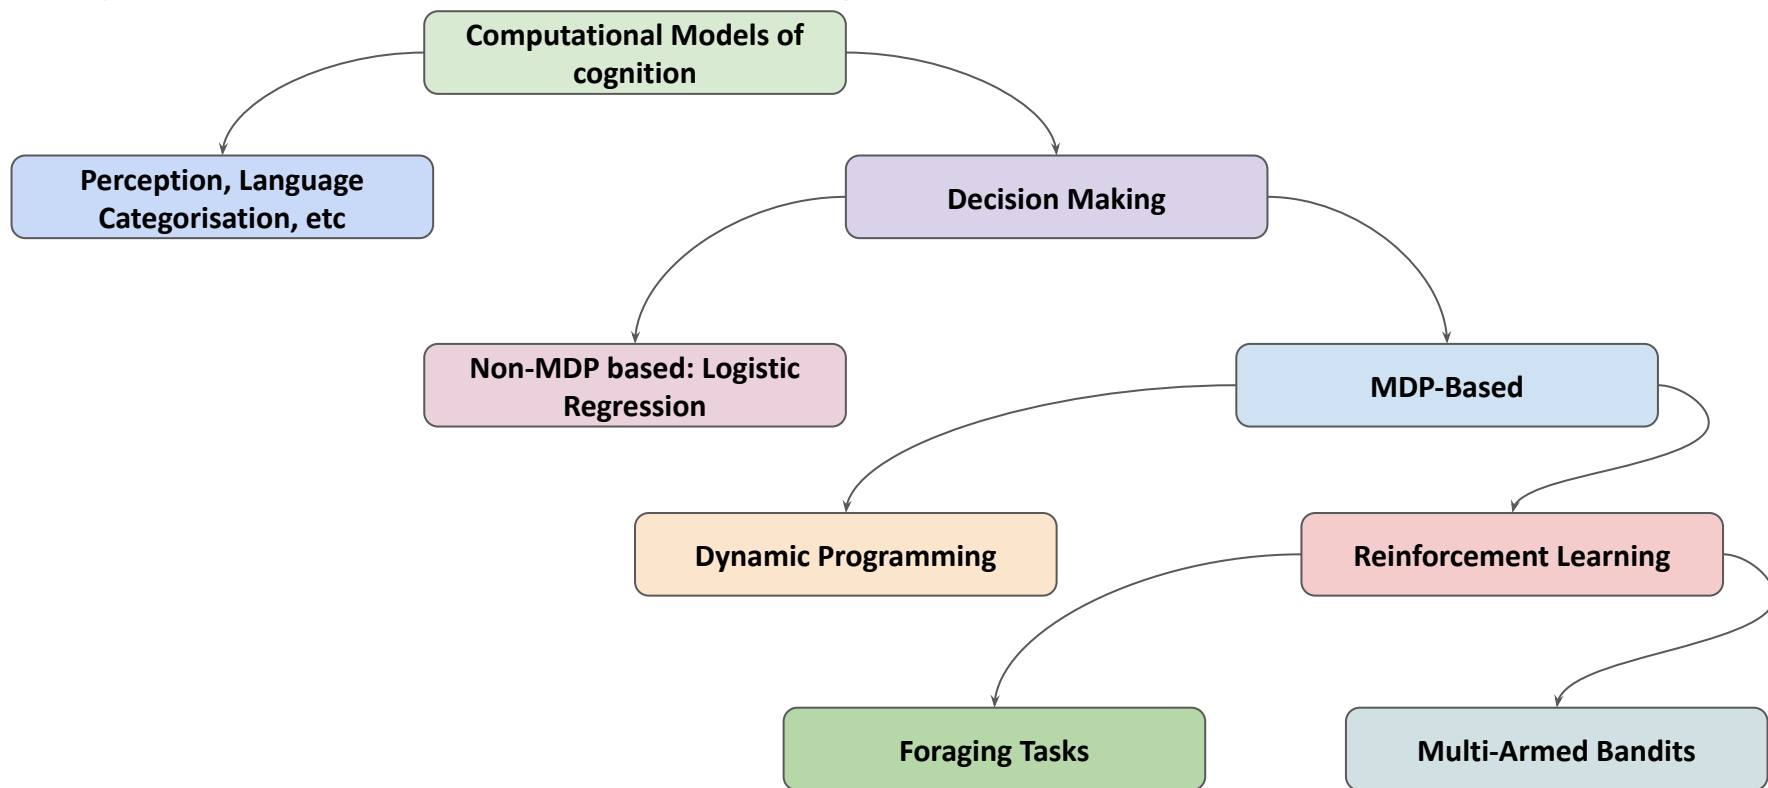 Computational Models of
cognition
Perception, Language
Categorisation, etc
Decision Making
Non-MDP based: Logistic
Regression
MDP-Based
Dynamic Programming
Reinforcement Learning
Foraging Tasks
Multi-Armed Bandits